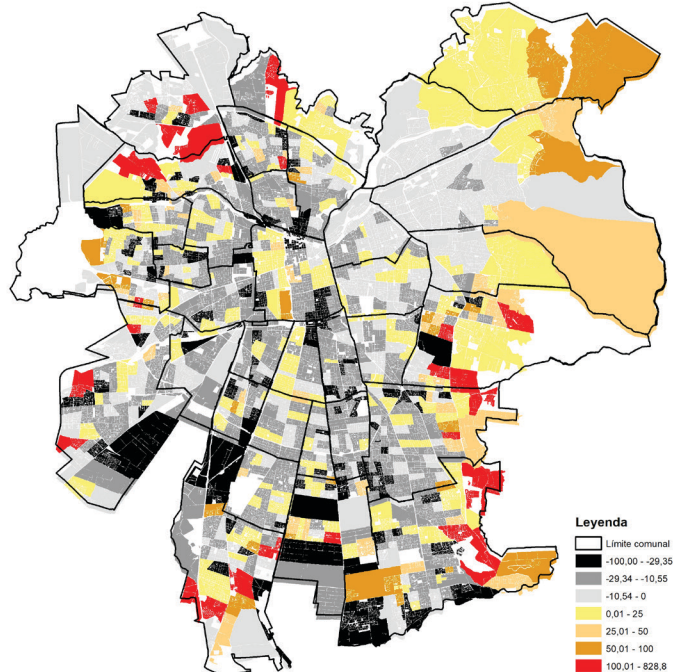 Leyenda
Límite comunal
-100,00 - -29,35
-29,34 - -10,55
-10,54 - 0
0,01 - 25
25,01 - 50
50,01 - 100
100,01 - 828,8